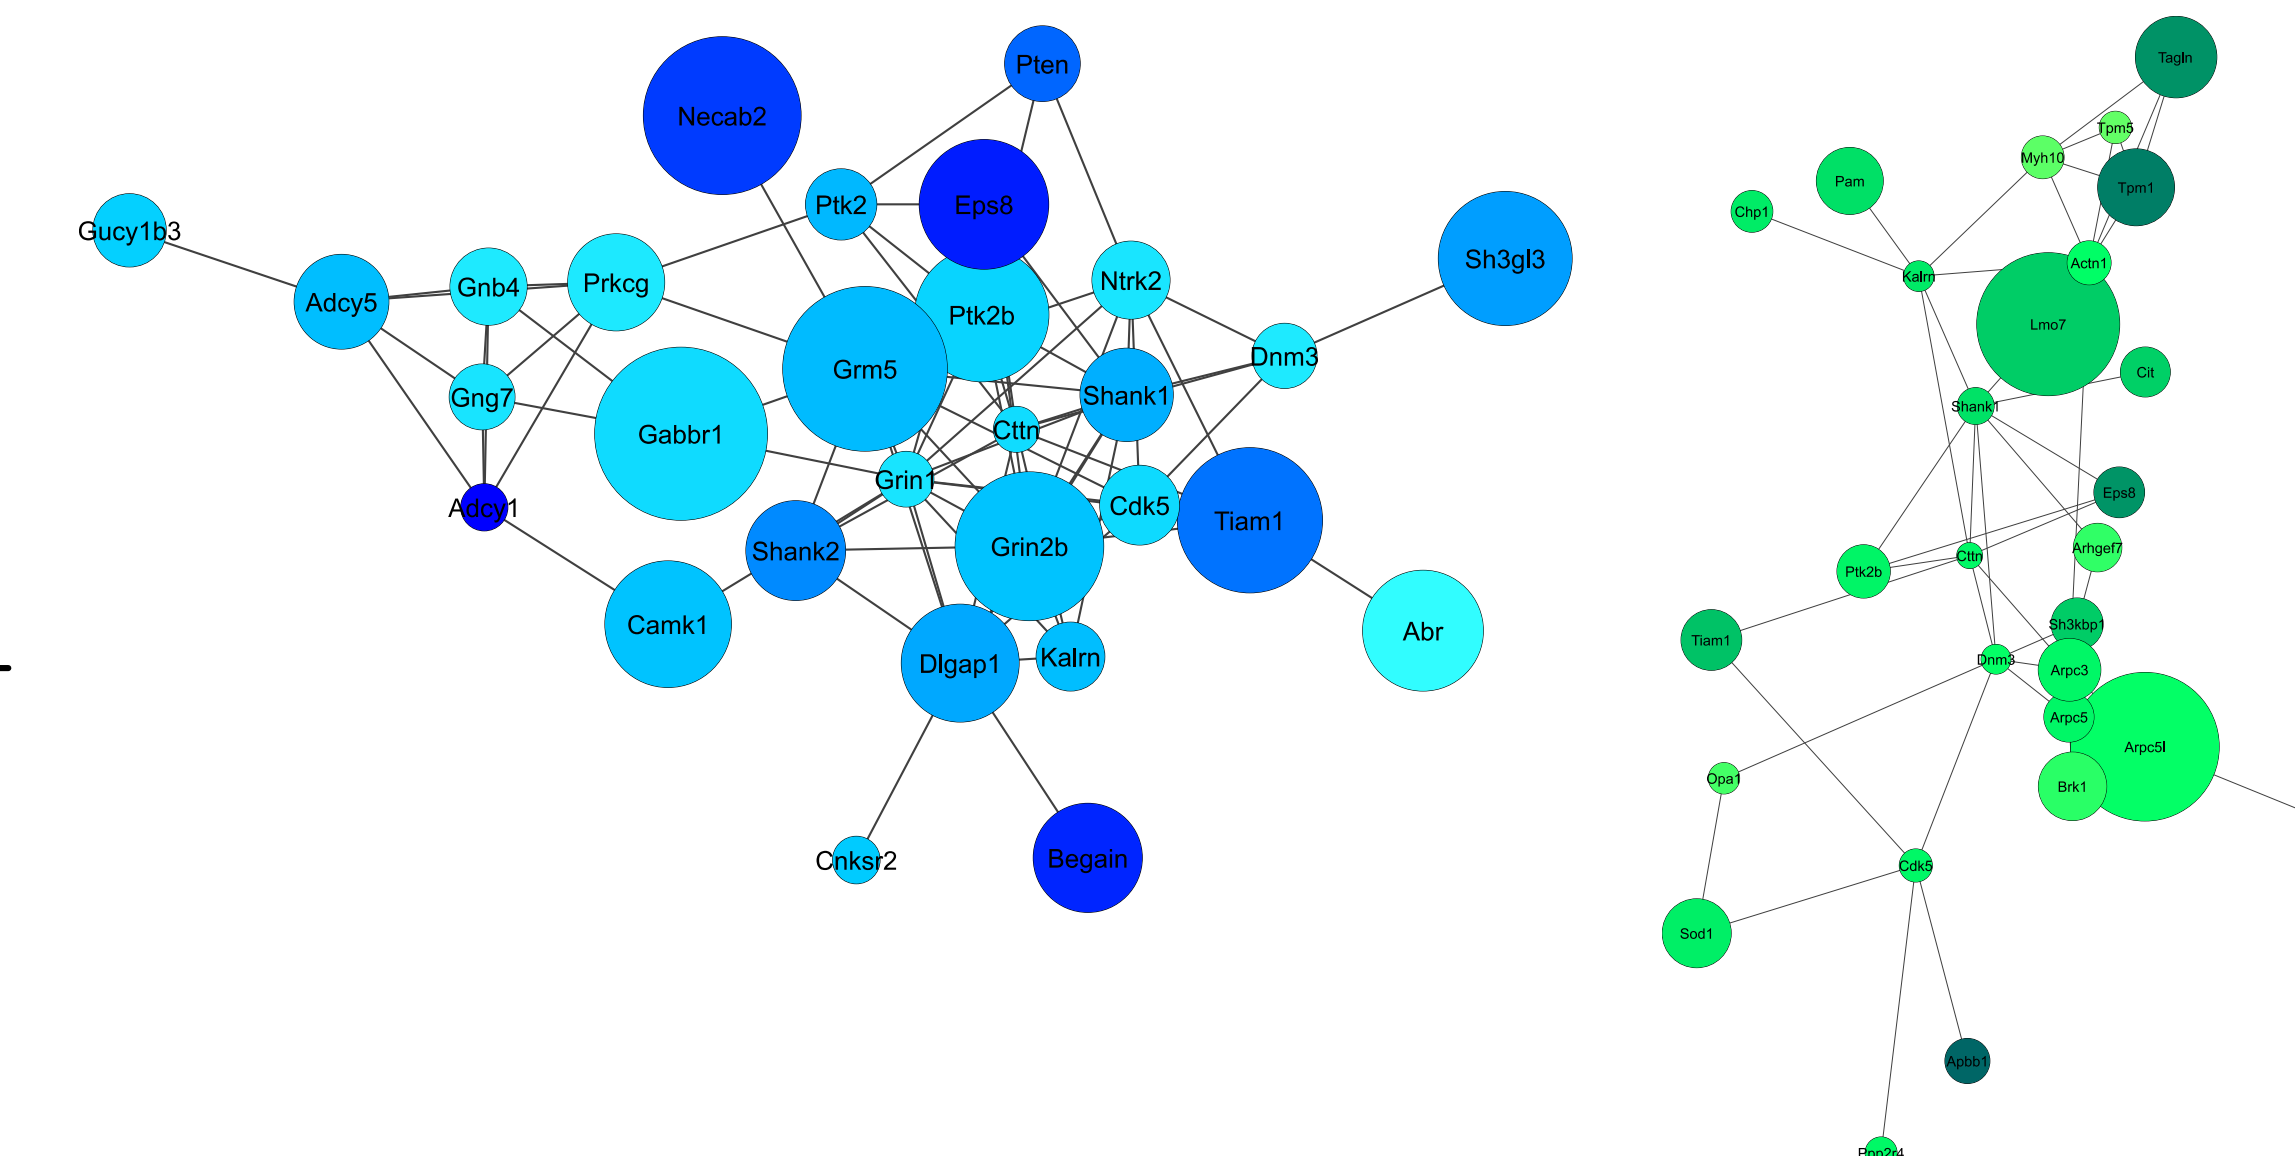 Pten
Necab2
Ptk2
Eps8
Gucy1b3
Sh3gl3
Adcy5
Gnb4
Prkcg
Ntrk2
Ptk2b
Dnm3
Grm5
Gng7
Shank1
Gabbr1
Cttn
Grin1
Adcy1
Cdk5
Tiam1
Shank2
Grin2b
Camk1
Abr
Dlgap1
Kalrn
Cnksr2
Begain
Tagln
Tpm5
Myh10
Pam
Tpm1
Chp1
Actn1
Kalrn
Lmo7
Cit
Shank1
Eps8
Arhgef7
Cttn
Ptk2b
Sh3kbp1
Tiam1
Dnm3
Arpc3
Arpc5
Arpc5l
Opa1
Brk1
Cdk5
Sod1
Apbb1
Ppp2r4